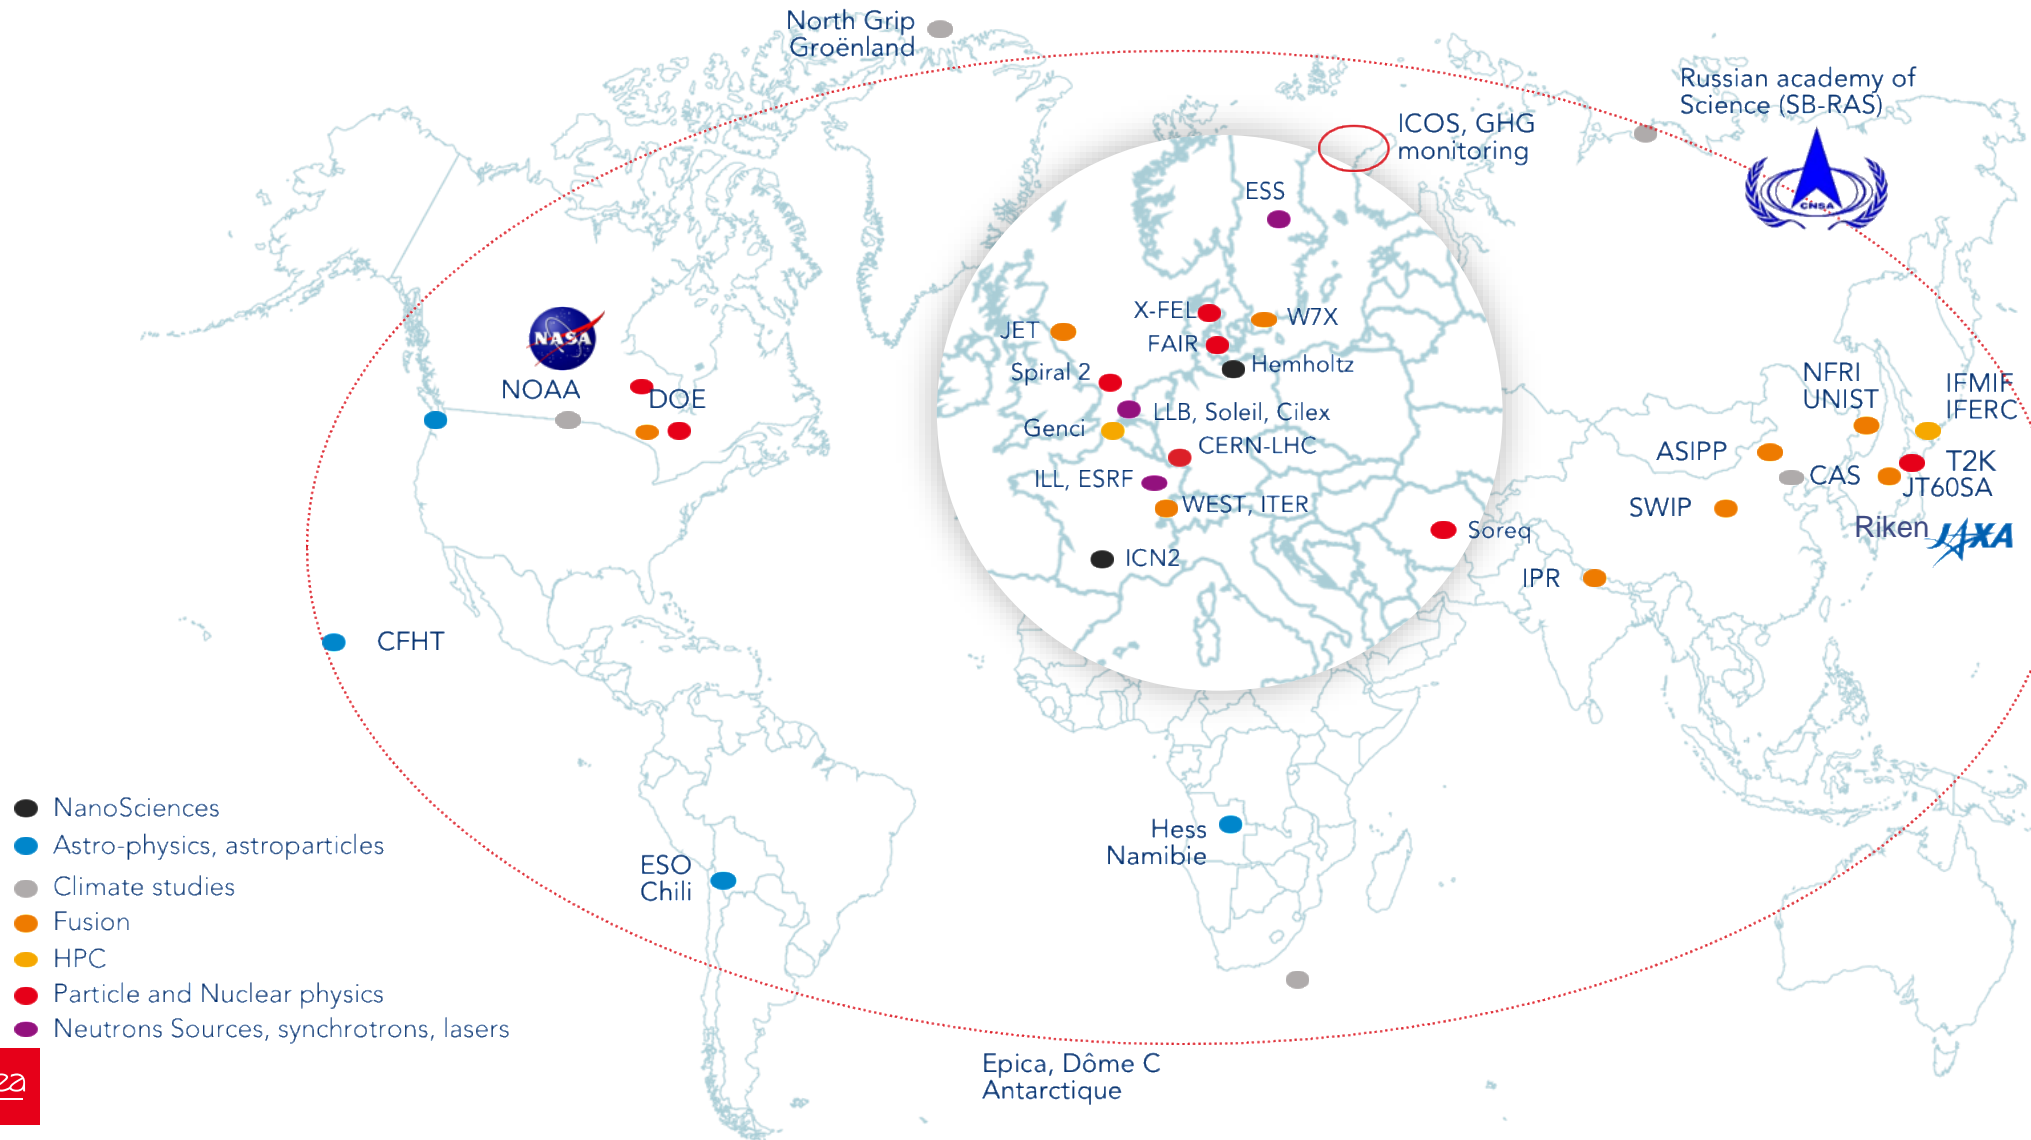 North Grip
Groënland
Russian academy of
Science (SB-RAS)
ICOS, GHG
monitoring
CNSA
ESS
NASA
X-FEL
W7X
JET
FAIR
Hemholtz
Spiral 2
NOAA
DOE
LLB, Soleil, Cilex
Genci
CERN-LHC
NFRI
UNIST
IFMIF
IFERC
ASIPP
CAS
T2K
JT60SA
ILL, ESRF
WEST, ITER
SWIP
Soreq
Riken
JAXA
ICN2
IPR
CFHT
Hess
Namibie
ESO
Chili
NanoSciences
Astro-physics, astroparticles
Climate studies
Fusion
HPC
Particle and Nuclear physics
Neutrons Sources, synchrotrons, lasers
Epica, Dôme C
Antarctique